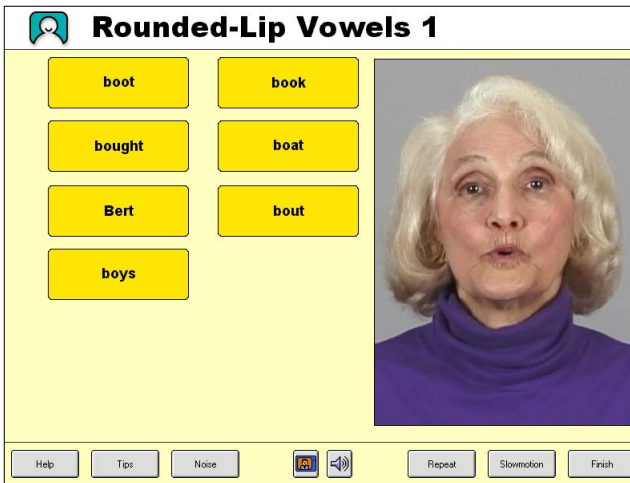 Rounded-Lip Vowels 1
boot book
bought boat
Bert bout
boys
Help Tips Noise Repeat Slowmotion Finish